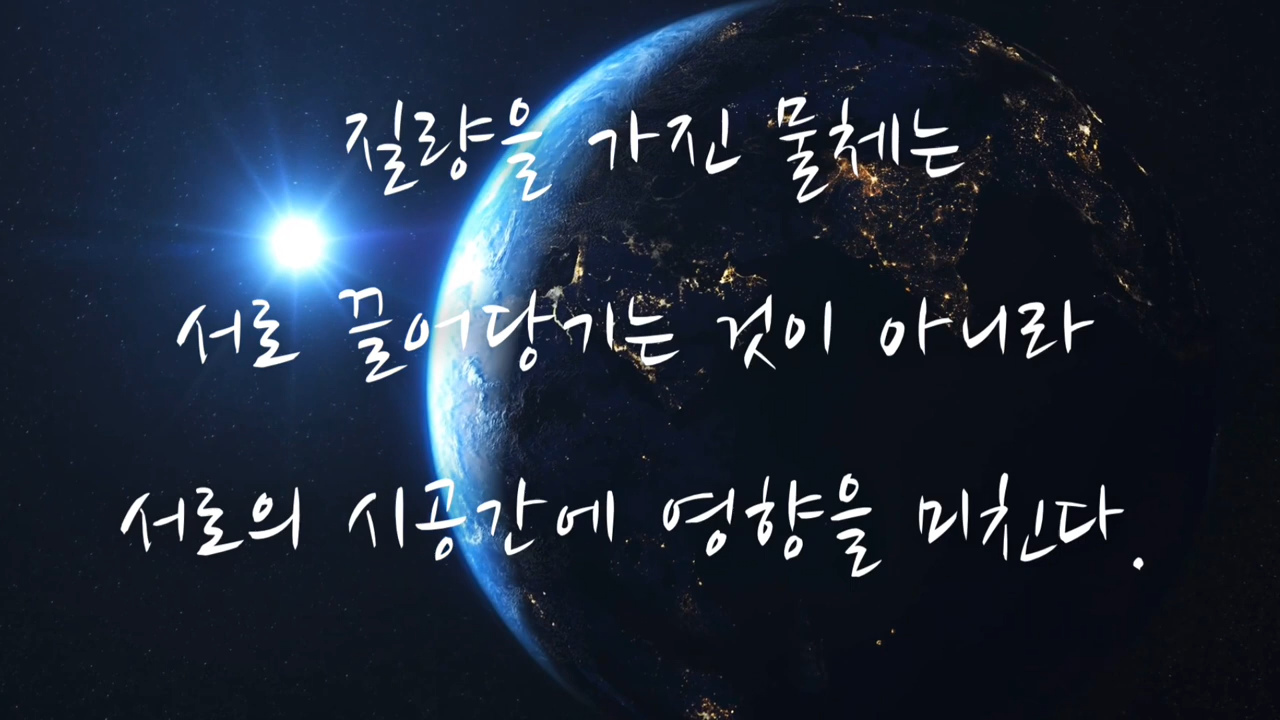 질량을 가진 물체는
서로 끌어당기는 것이 아니라
서로의 시공간에 영향을 미친다.